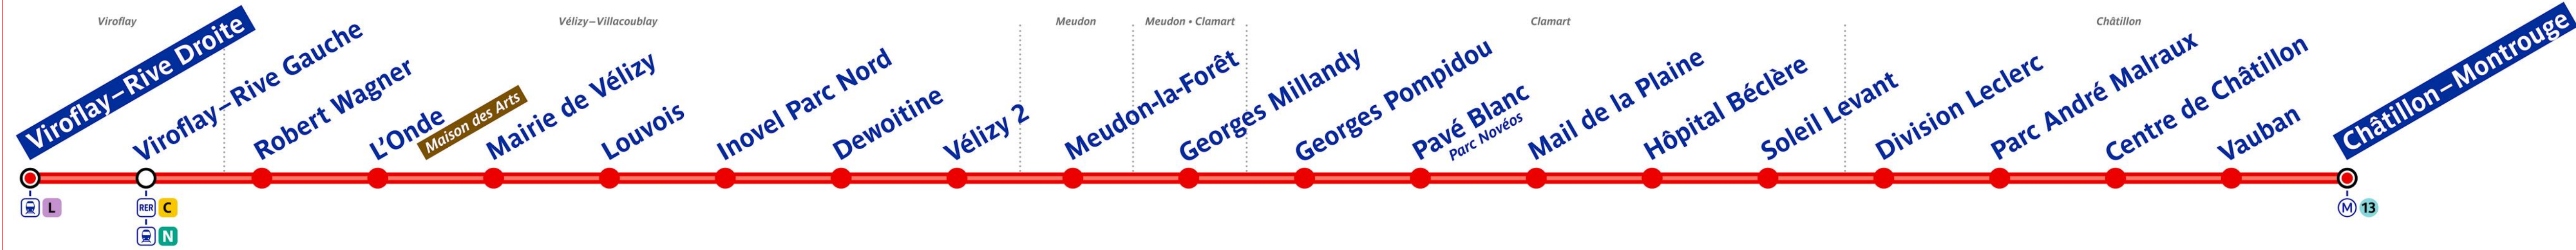 Viroflay
Vélizy–Villacoublay
Meudon
Meudon • Clamart
Clamart
Châtillon
Viroflay–Rive Droite
Viroflay–Rive Gauche
Robert Wagner
L’Onde
Maison des Arts
Mairie de Vélizy
Louvois
Inovel Parc Nord
Dewoitine
Vélizy 2
Meudon-la-Forêt
Georges Millandy
Georges Pompidou
Pavé Blanc
Parc Novéos
Mail de la Plaine
Hôpital Béclère
Soleil Levant
Division Leclerc
Parc André Malraux
Centre de Châtillon
Vauban
Châtillon–Montrouge
L
RER C
N
M 13